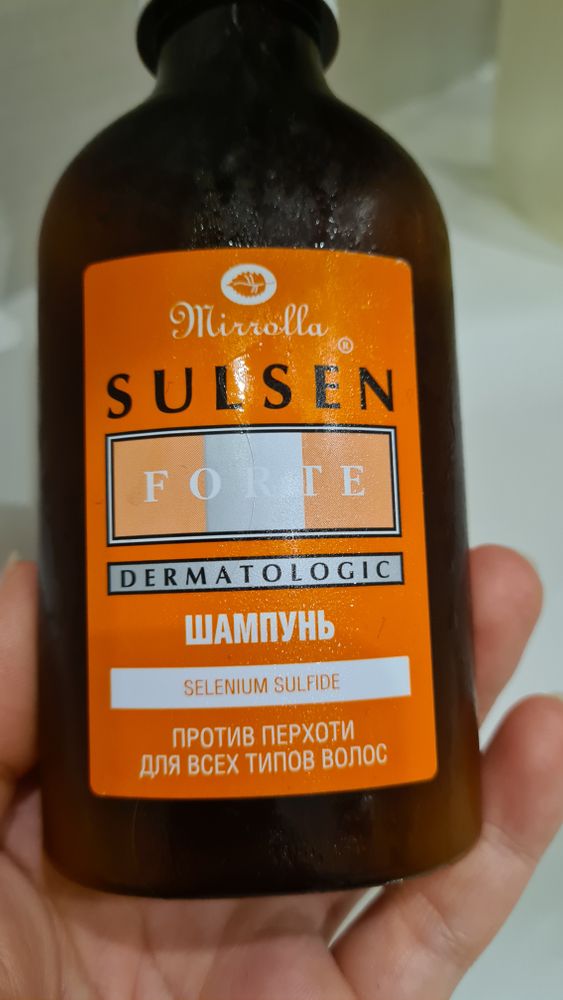 Mirrolla
®
SULSEN
FORTE
DERMATOLOGIC
ШАМПУНЬ
SELENIUM SULFIDE
ПРОТИВ ПЕРХОТИ
ДЛЯ ВСЕХ ТИПОВ ВОЛОС